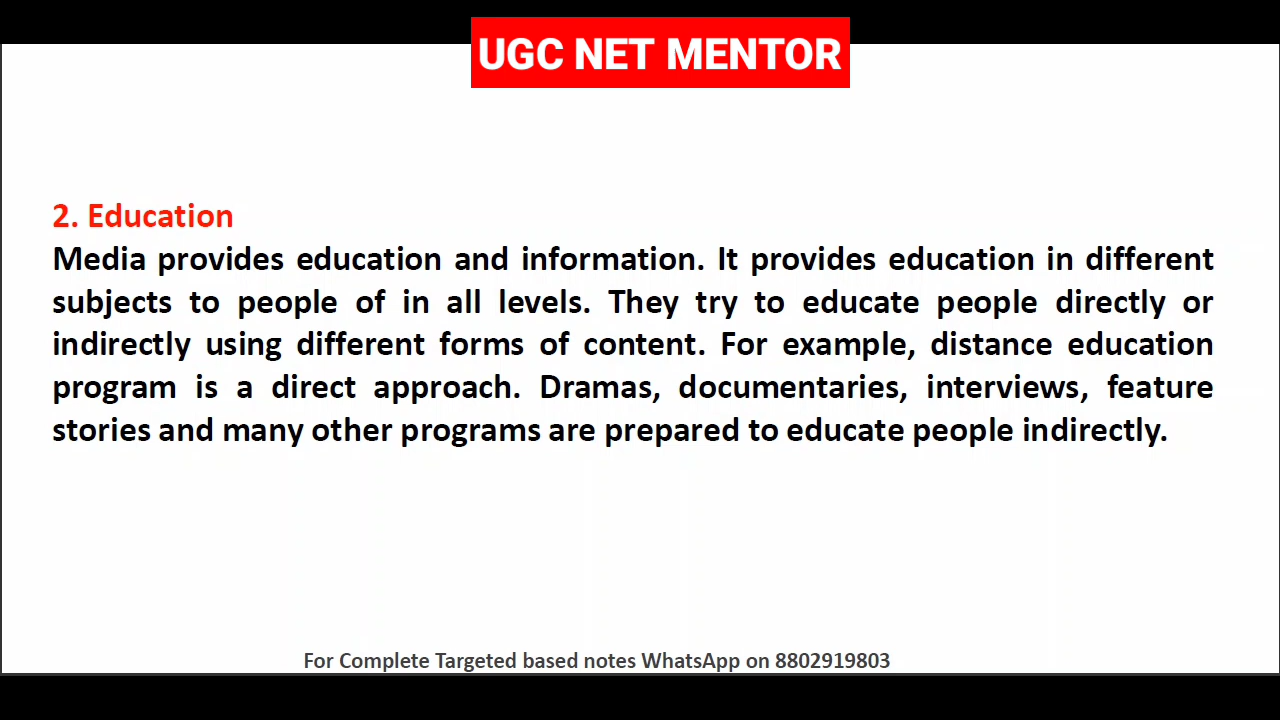 UGC NET MENTOR
2. Education
Media provides education and information. It provides education in different
subjects to people of in all levels. They try to educate people directly or
indirectly using different forms of content. For example, distance education
program is a direct approach. Dramas, documentaries, interviews, feature
stories and many other programs are prepared to educate people indirectly.
For Complete Targeted based notes WhatsApp on 8802919803